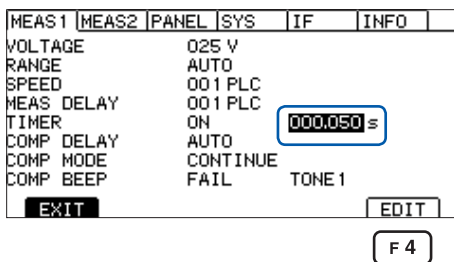 MEAS1 MEAS2 PANEL SYS IF INFO
VOLTAGE 025 V
RANGE AUTO
SPEED 001 PLC
MEAS DELAY 001 PLC
TIMER ON 000.050 s
COMP DELAY AUTO
COMP MODE CONTINUE
COMP BEEP FAIL TONE1
EXIT EDIT
F4